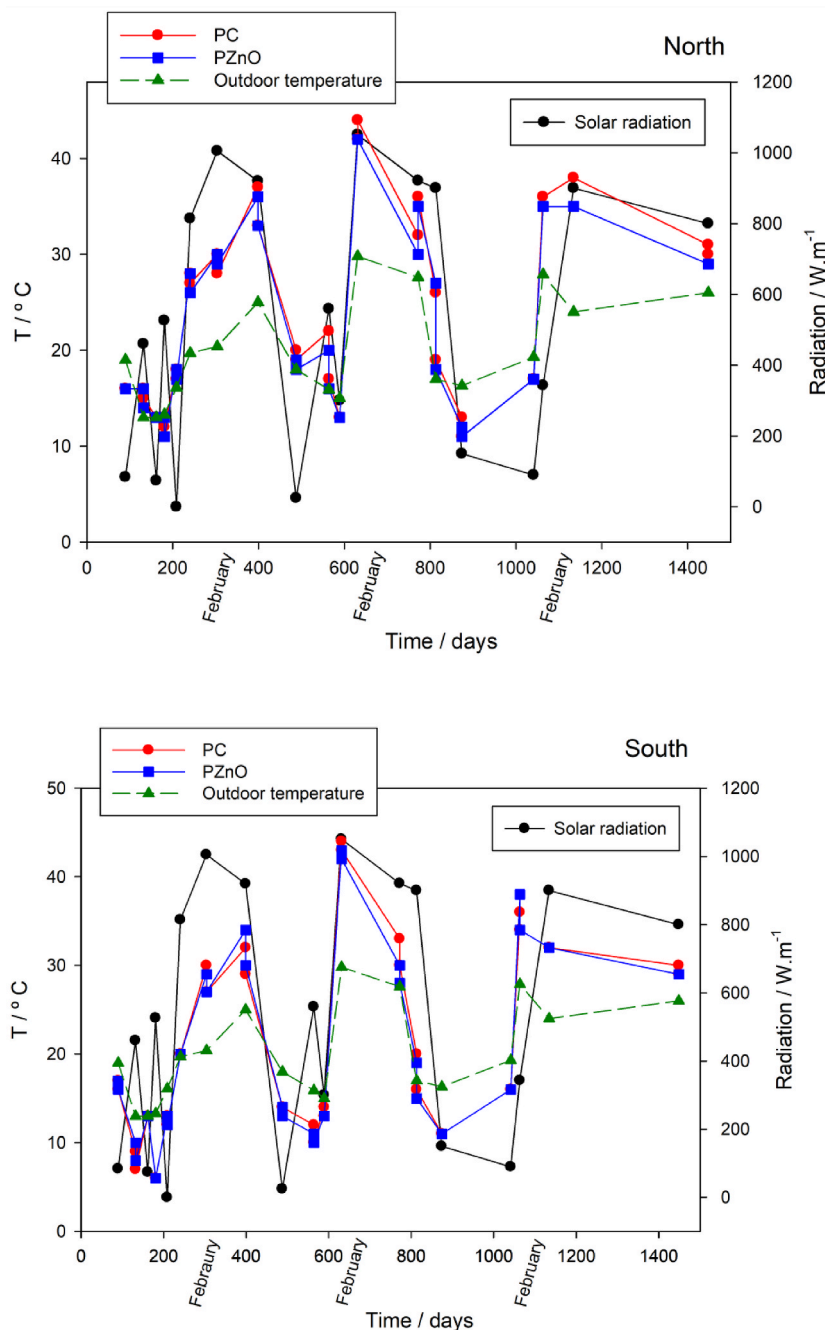 PC
PZnO
Outdoor temperature
North
Solar radiation
T / º C
0
10
20
30
40
Radiation / W.m⁻¹
0
200
400
600
800
1000
1200
0 200 400 600 800 1000 1200 1400
February February February
Time / days
PC
PZnO
Outdoor temperature
South
Solar radiation
T / º C
0
10
20
30
40
50
Radiation / W.m⁻¹
0
200
400
600
800
1000
1200
0 200 400 600 800 1000 1200 1400
Febraury February February
Time / days